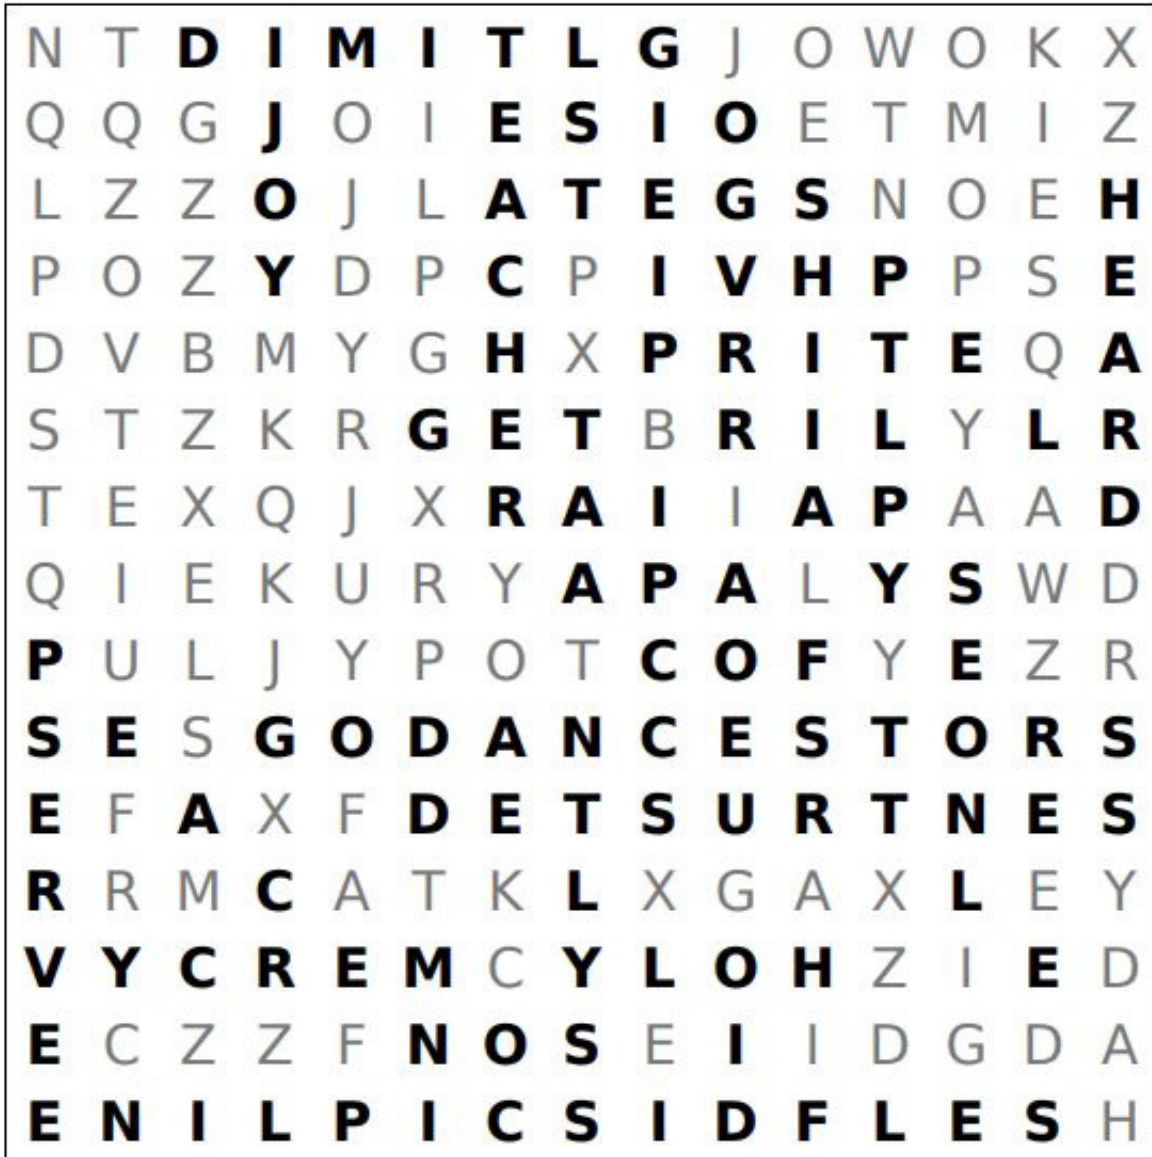 N T D I M I T L G J O W O K X
Q Q G J O I E S I O E T M I Z
L Z Z O J L A T E G S N O E H
P O Z Y D P C P I V H P P S E
D V B M Y G H X P R I T E Q A
S T Z K R G E T B R I L Y L R
T E X Q J X R A I I A P A A D
Q I E K U R Y A P A L Y S W D
P U L J Y P O T C O F Y E Z R
S E S G O D A N C E S T O R S
E F A X F D E T S U R T N E S
R R M C A T K L X G A X L E Y
V Y C R E M C Y L O H Z I E D
E C Z Z F N O S E I I D G D A
E N I L P I C S I D F L E S H